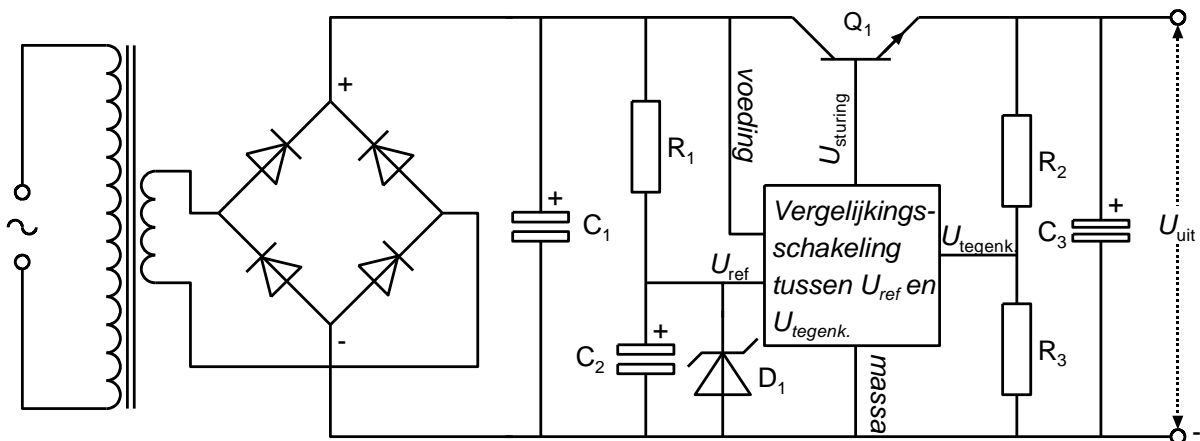 Q1
voeding
Usturing
R1
R2
+
+
C1
Vergelijkings-
schakeling
tussen Uref en
Utegenk.
Utegenk.
+
C3
Uuit
~
Uref
-
+
C2
D1
massa
R3
-